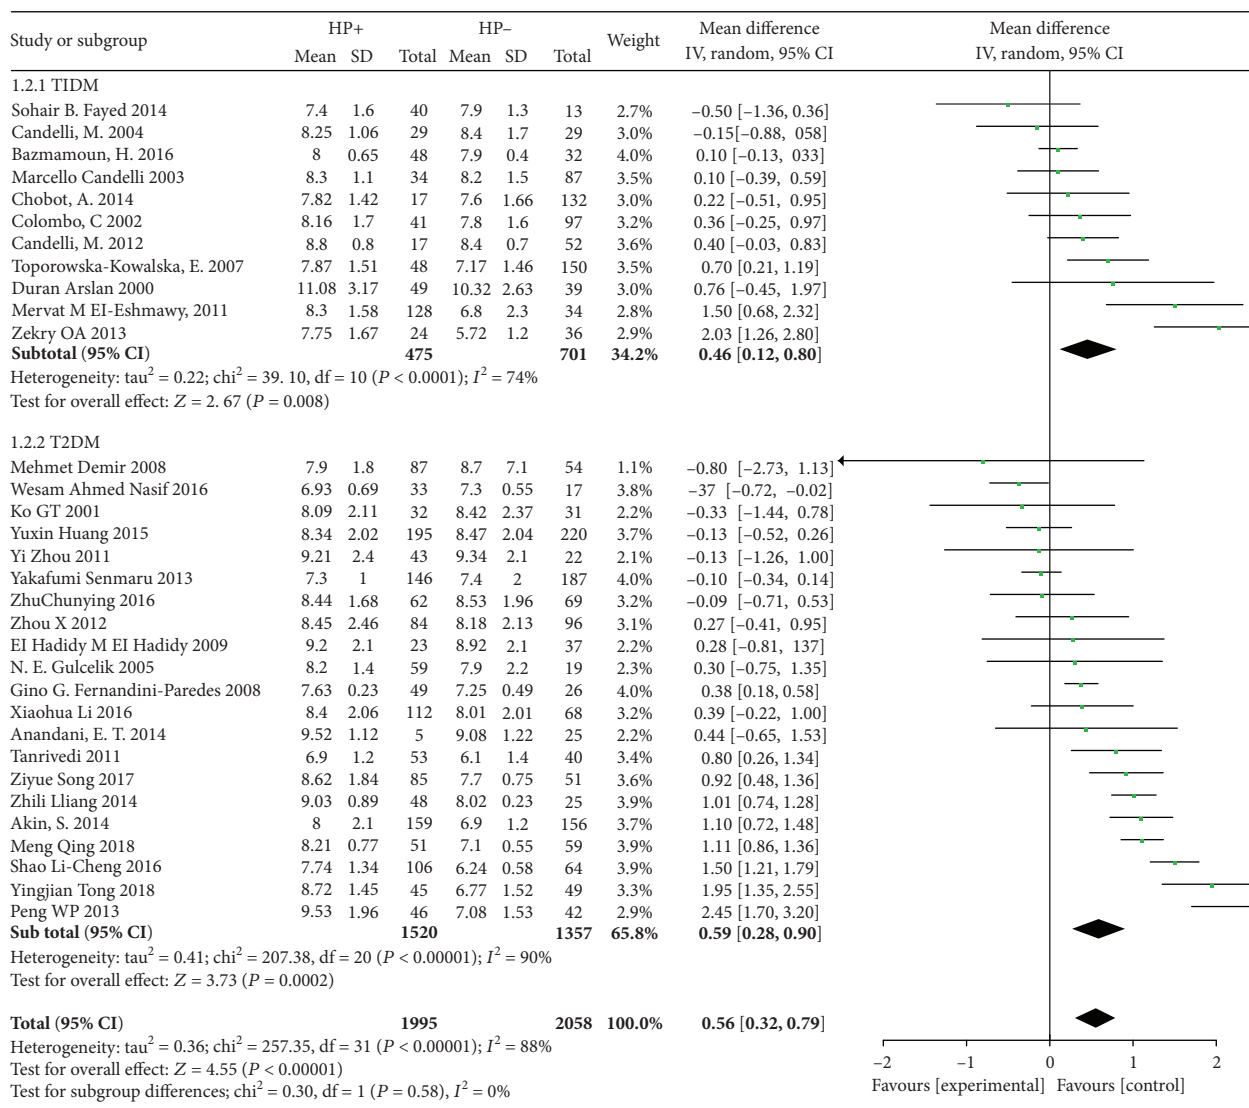 HP+ HP– Mean difference Mean difference
Study or subgroup Weight
Mean SD Total Mean SD Total IV, random, 95% CI IV, random, 95% CI
1.2.1 TIDM
Sohair B. Fayed 2014 7.4 1.6 40 7.9 1.3 13 2.7% –0.50 [–1.36, 0.36]
Candelli, M. 2004 8.25 1.06 29 8.4 1.7 29 3.0% –0.15[–0.88, 058]
Bazmamoun, H. 2016 8 0.65 48 7.9 0.4 32 4.0% 0.10 [–0.13, 033]
Marcello Candelli 2003 8.3 1.1 34 8.2 1.5 87 3.5% 0.10 [–0.39, 0.59]
Chobot, A. 2014 7.82 1.42 17 7.6 1.66 132 3.0% 0.22 [–0.51, 0.95]
Colombo, C 2002 8.16 1.7 41 7.8 1.6 97 3.2% 0.36 [–0.25, 0.97]
Candelli, M. 2012 8.8 0.8 17 8.4 0.7 52 3.6% 0.40 [–0.03, 0.83]
Toporowska-Kowalska, E. 2007 7.87 1.51 48 7.17 1.46 150 3.5% 0.70 [0.21, 1.19]
Duran Arslan 2000 11.08 3.17 49 10.32 2.63 39 3.0% 0.76 [–0.45, 1.97]
Mervat M EI-Eshmawy, 2011 8.3 1.58 128 6.8 2.3 34 2.8% 1.50 [0.68, 2.32]
Zekry OA 2013 7.75 1.67 24 5.72 1.2 36 2.9% 2.03 [1.26, 2.80]
Subtotal (95% CI) 475 701 34.2% 0.46 [0.12, 0.80]
Heterogeneity: tau² = 0.22; chi² = 39. 10, df = 10 (P < 0.0001); I² = 74%
Test for overall effect: Z = 2. 67 (P = 0.008)
1.2.2 T2DM
Mehmet Demir 2008 7.9 1.8 87 8.7 7.1 54 1.1% –0.80 [–2.73, 1.13]
Wesam Ahmed Nasif 2016 6.93 0.69 33 7.3 0.55 17 3.8% –37 [–0.72, –0.02]
Ko GT 2001 8.09 2.11 32 8.42 2.37 31 2.2% –0.33 [–1.44, 0.78]
Yuxin Huang 2015 8.34 2.02 195 8.47 2.04 220 3.7% –0.13 [–0.52, 0.26]
Yi Zhou 2011 9.21 2.4 43 9.34 2.1 22 2.1% –0.13 [–1.26, 1.00]
Yakafumi Senmaru 2013 7.3 1 146 7.4 2 187 4.0% –0.10 [–0.34, 0.14]
ZhuChunying 2016 8.44 1.68 62 8.53 1.96 69 3.2% –0.09 [–0.71, 0.53]
Zhou X 2012 8.45 2.46 84 8.18 2.13 96 3.1% 0.27 [–0.41, 0.95]
EI Hadidy M EI Hadidy 2009 9.2 2.1 23 8.92 2.1 37 2.2% 0.28 [–0.81, 137]
N. E. Gulcelik 2005 8.2 1.4 59 7.9 2.2 19 2.3% 0.30 [–0.75, 1.35]
Gino G. Fernandini-Paredes 2008 7.63 0.23 49 7.25 0.49 26 4.0% 0.38 [0.18, 0.58]
Xiaohua Li 2016 8.4 2.06 112 8.01 2.01 68 3.2% 0.39 [–0.22, 1.00]
Anandani, E. T. 2014 9.52 1.12 5 9.08 1.22 25 2.2% 0.44 [–0.65, 1.53]
Tanrivedi 2011 6.9 1.2 53 6.1 1.4 40 3.4% 0.80 [0.26, 1.34]
Ziyue Song 2017 8.62 1.84 85 7.7 0.75 51 3.6% 0.92 [0.48, 1.36]
Zhili Lliang 2014 9.03 0.89 48 8.02 0.23 25 3.9% 1.01 [0.74, 1.28]
Akin, S. 2014 8 2.1 159 6.9 1.2 156 3.7% 1.10 [0.72, 1.48]
Meng Qing 2018 8.21 0.77 51 7.1 0.55 59 3.9% 1.11 [0.86, 1.36]
Shao Li-Cheng 2016 7.74 1.34 106 6.24 0.58 64 3.9% 1.50 [1.21, 1.79]
Yingjian Tong 2018 8.72 1.45 45 6.77 1.52 49 3.3% 1.95 [1.35, 2.55]
Peng WP 2013 9.53 1.96 46 7.08 1.53 42 2.9% 2.45 [1.70, 3.20]
Sub total (95% CI) 1520 1357 65.8% 0.59 [0.28, 0.90]
Heterogeneity: tau² = 0.41; chi² = 207.38, df = 20 (P < 0.00001); I² = 90%
Test for overall effect: Z = 3.73 (P = 0.0002)
Total (95% CI) 1995 2058 100.0% 0.56 [0.32, 0.79]
Heterogeneity: tau² = 0.36; chi² = 257.35, df = 31 (P < 0.00001); I² = 88%
Test for overall effect: Z = 4.55 (P < 0.00001)
Test for subgroup differences; chi² = 0.30, df = 1 (P = 0.58), I² = 0%
–2 –1 0 1 2
Favours [experimental] Favours [control]